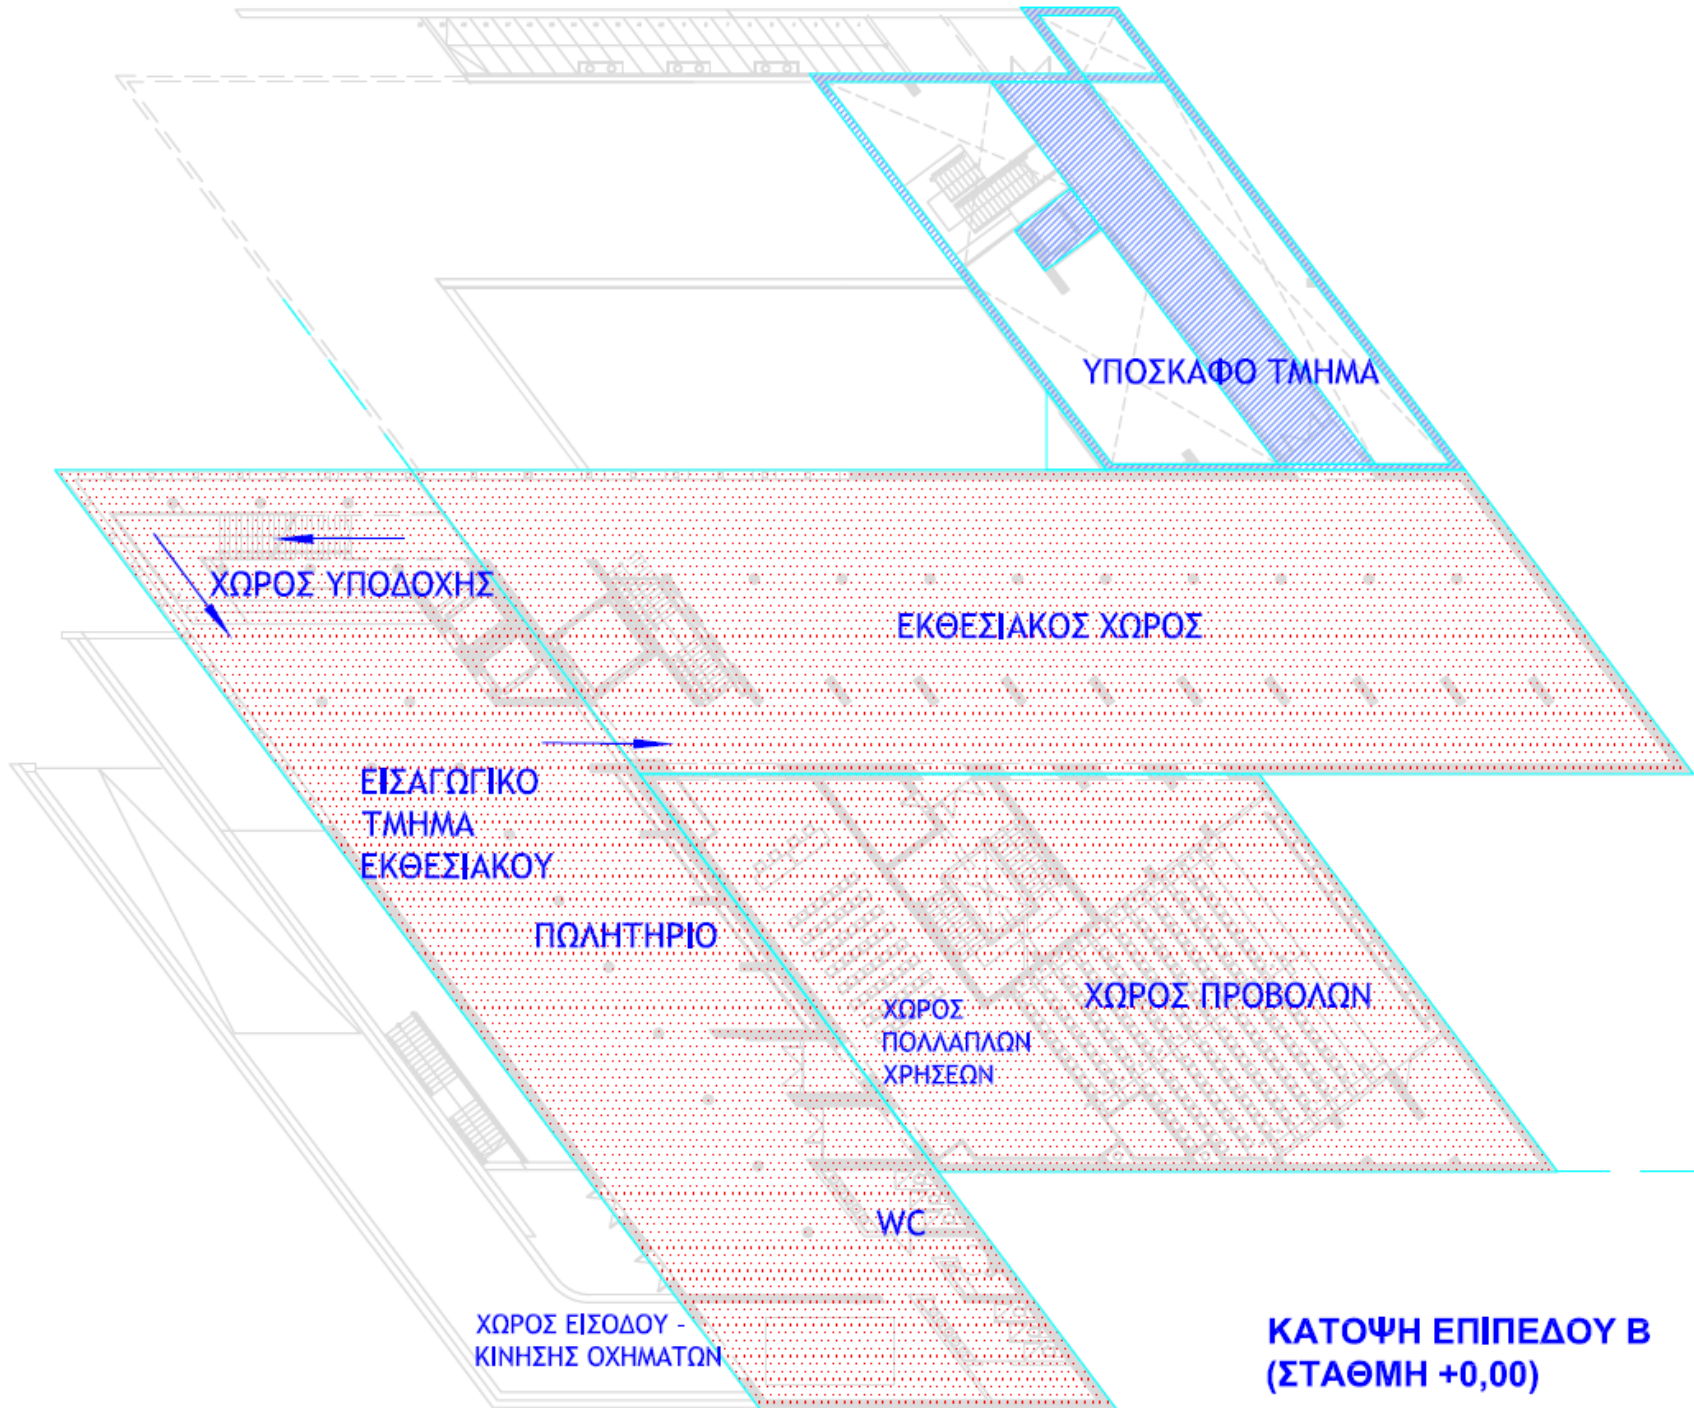 ΥΠΟΣΚΑΦΟ ΤΜΗΜΑ
ΧΩΡΟΣ ΥΠΟΔΟΧΗΣ
ΕΚΘΕΣΙΑΚΟΣ ΧΩΡΟΣ
ΕΙΣΑΓΩΓΙΚΟ
ΤΜΗΜΑ
ΕΚΘΕΣΙΑΚΟΥ
ΠΩΛΗΤΗΡΙΟ
ΧΩΡΟΣ
ΠΟΛΛΑΠΛΩΝ
ΧΡΗΣΕΩΝ
ΧΩΡΟΣ ΠΡΟΒΟΛΩΝ
WC
ΧΩΡΟΣ ΕΙΣΟΔΟΥ -
ΚΙΝΗΣΗΣ ΟΧΗΜΑΤΩΝ
ΚΑΤΟΨΗ ΕΠΙΠΕΔΟΥ Β
(ΣΤΑΘΜΗ +0,00)